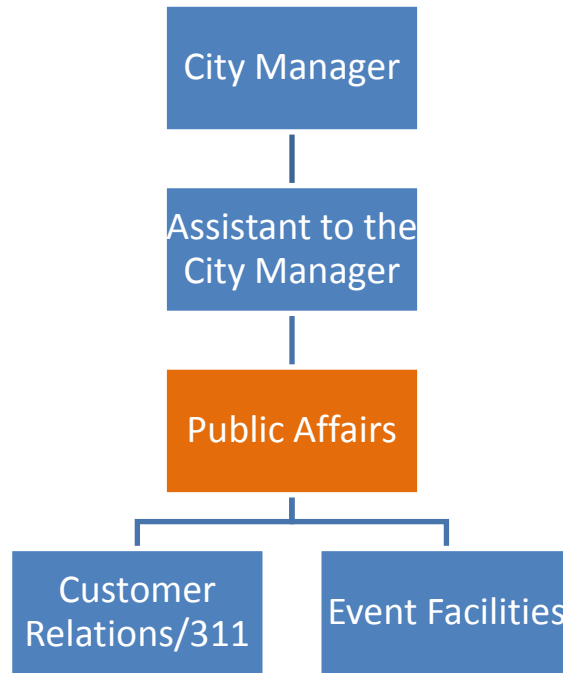 City Manager
Assistant to the
City Manager
Public Affairs
Customer
Relations/311
Event Facilities